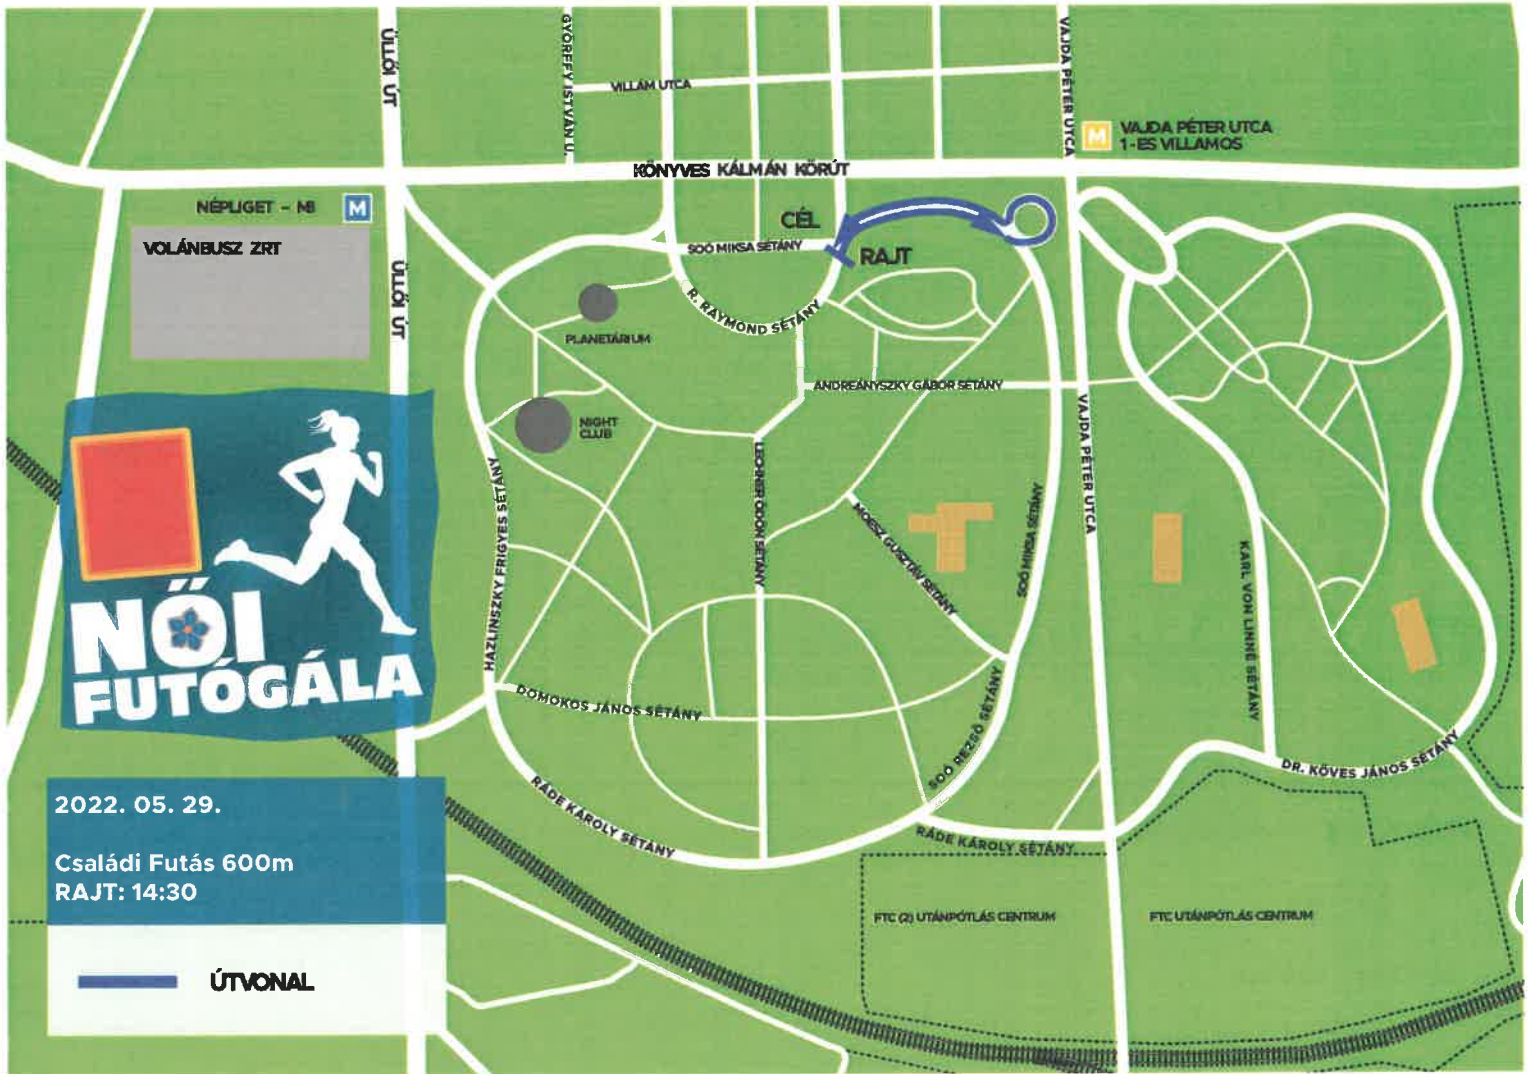 ÜLLŐI ÚT
GYÖRFFY ISTVÁN U.
VILLÁM UTCA
VAJDA PÉTER UTCA
M
VAJDA PÉTER UTCA
1-ES VILLAMOS
KÖNYVES KÁLMÁN KÖRÚT
NÉPLIGET - M3
M
VOLÁNBUSZ ZRT
ÜLLŐI ÚT
CÉL
RAJT
SOÓ MIKSA SÉTÁNY
R. RAYMOND SÉTÁNY
PLANETÁRIUM
ANDREÁNYSZKY GÁBOR SÉTÁNY
NIGHT
CLUB
HAZLINSZKY FRIGYES SÉTÁNY
LECHNER ÖDÖN SÉTÁNY
MOESZ GUSZTÁV SÉTÁNY
SOÓ MIKSA SÉTÁNY
VAJDA PÉTER UTCA
KARL VON LINNÉ SÉTÁNY
NŐI
FUTÓGÁLA
DOMOKOS JÁNOS SÉTÁNY
SOÓ REZSŐ SÉTÁNY
DR. KÖVES JÁNOS SÉTÁNY
RÁDE KÁROLY SÉTÁNY
RÁDE KÁROLY SÉTÁNY
2022. 05. 29.
Családi Futás 600m
RAJT: 14:30
FTC (2) UTÁNPÓTLÁS CENTRUM
FTC UTÁNPÓTLÁS CENTRUM
ÚTVONAL